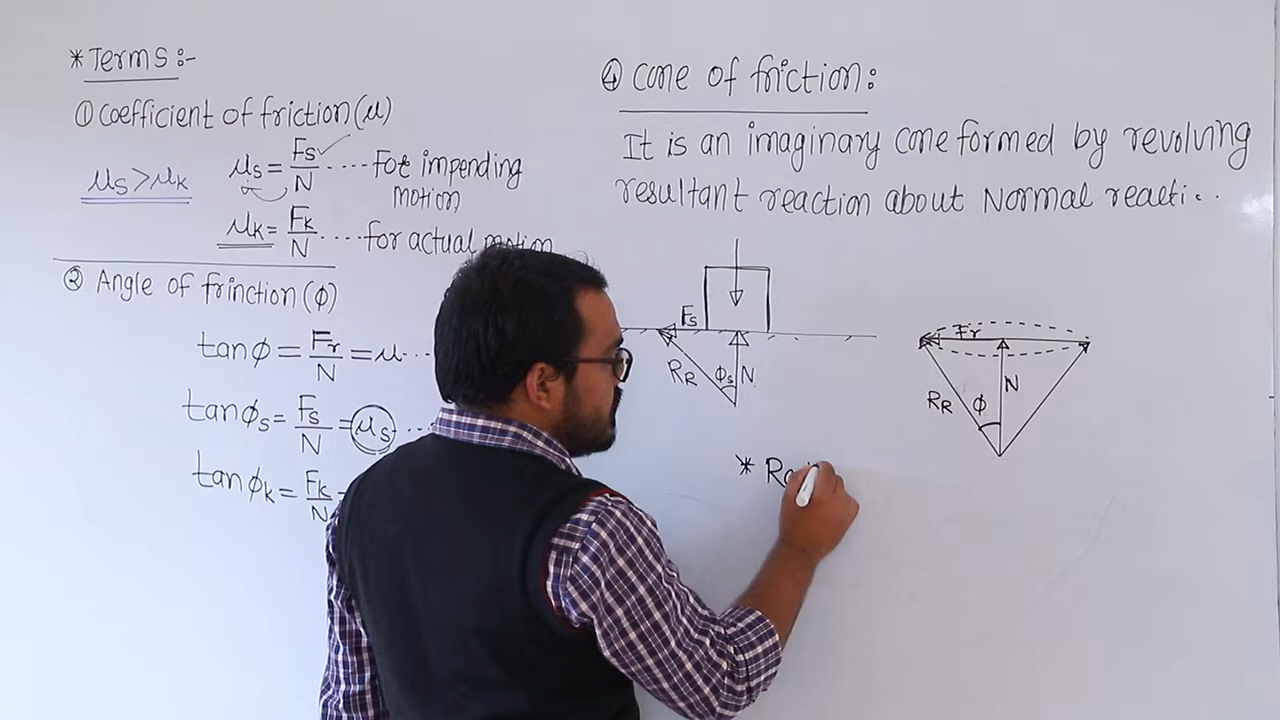 * Terms :-
① Coefficient of friction (μ)
μs > μk
μs = Fs/N ---- For impending motion
μk = Fk/N ---- for actual motion
② Angle of frinction (φ)
tanφ = Fr/N = μ ---
tanφs = Fs/N = μs ---
tanφk = Fk/N =
④ Cone of friction:
It is an imaginary cone formed by revolving
resultant reaction about Normal
Fs
RR φs N
Fr
RR φ N
*